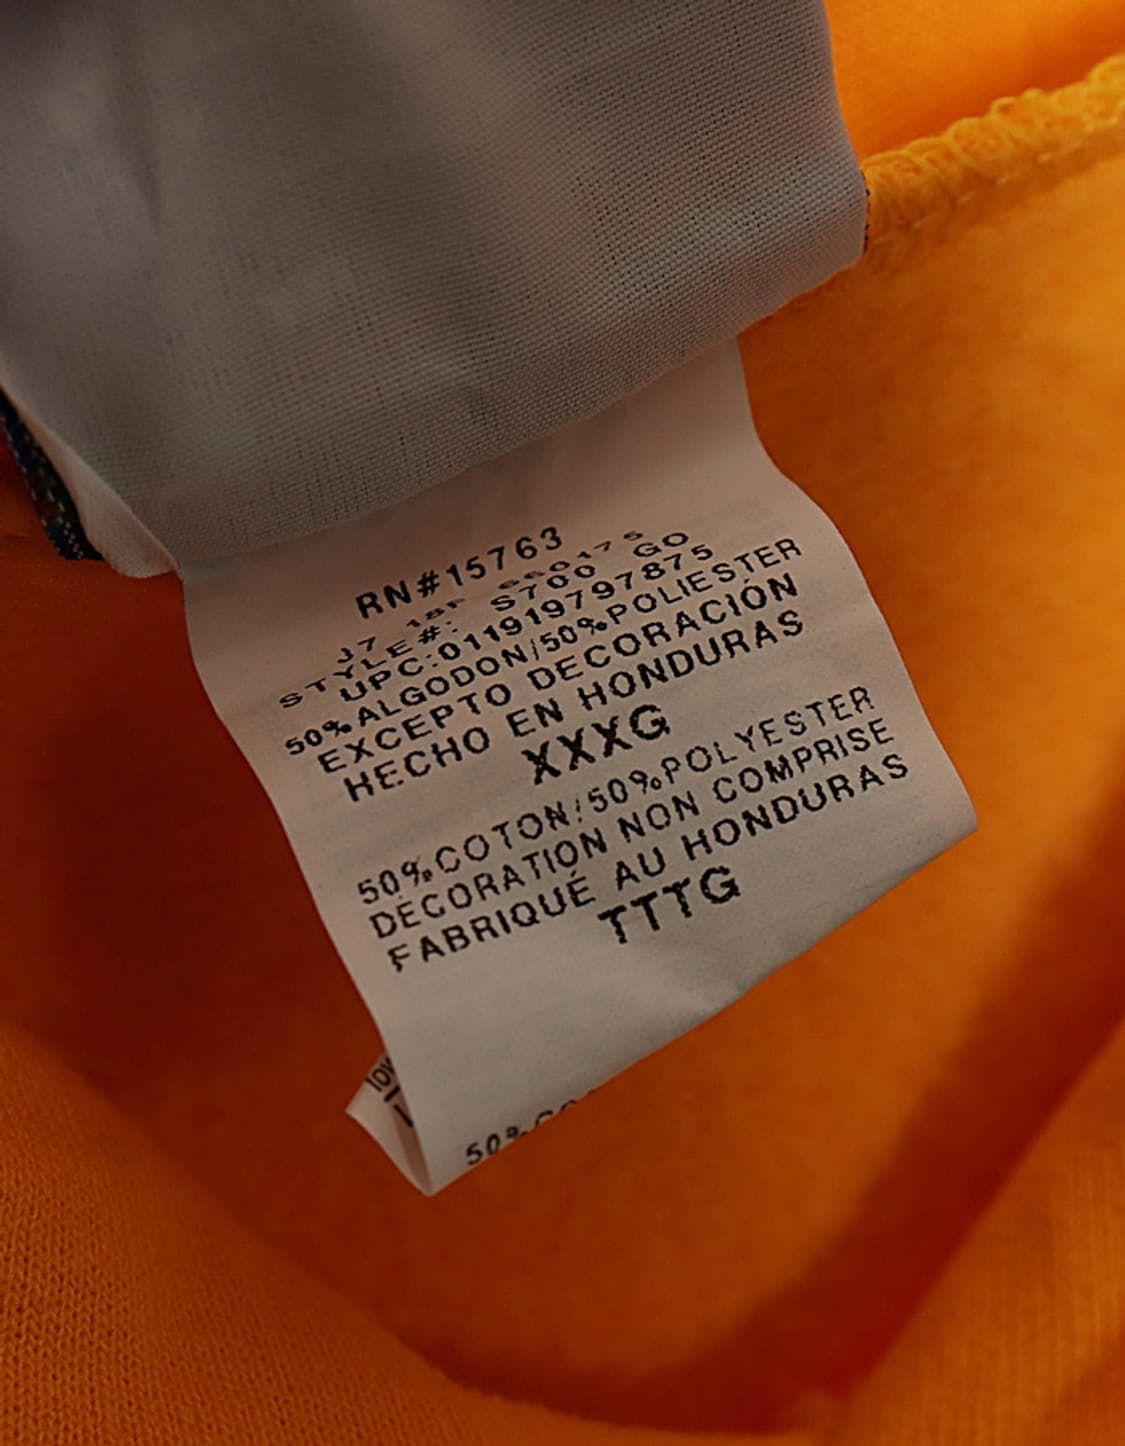 RN#15763
STYLE#: S700 GO
UPC:011919797875
50%ALGODON/50%POLIESTER
EXCEPTO DECORACIÓN
HECHO EN HONDURAS
XXXG
50%COTON/50%POLYESTER
DÉCORATION NON COMPRISE
FABRIQUÉ AU HONDURAS
TTTG
50%